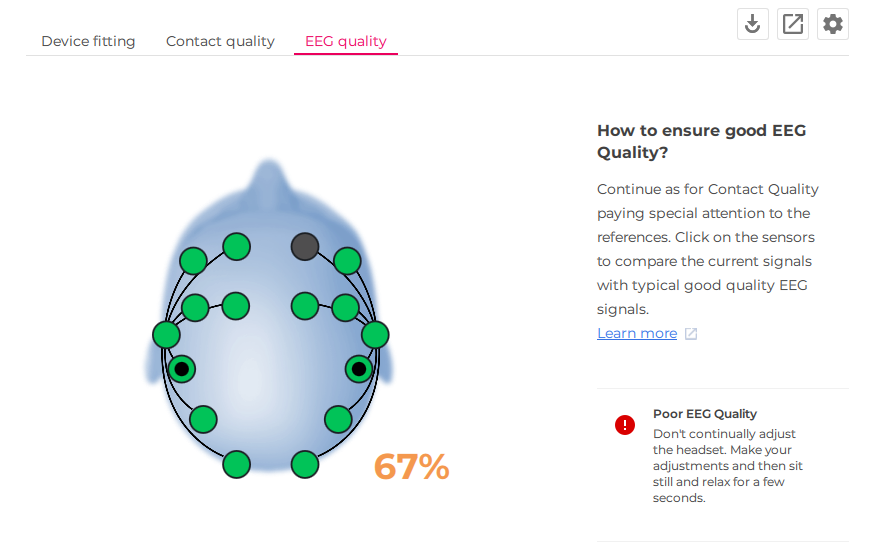 Device fitting Contact quality EEG quality
How to ensure good EEG
Quality?
Continue as for Contact Quality
paying special attention to the
references. Click on the sensors
to compare the current signals
with typical good quality EEG
signals.
Learn more
67%
Poor EEG Quality
Don't continually adjust
the headset. Make your
adjustments and then sit
still and relax for a few
seconds.